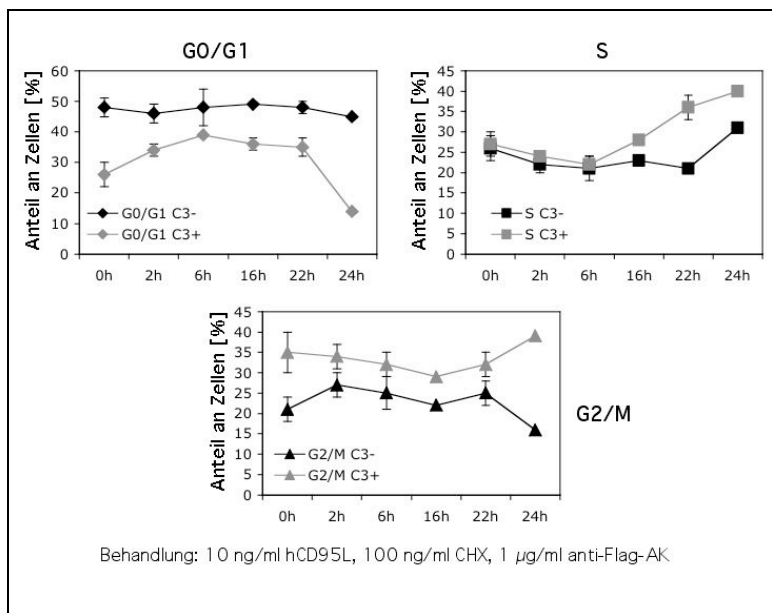 G0/G1
Anteil an Zellen [%]
60
50
40
30
20
10
0
G0/G1 C3-
G0/G1 C3+
0h 2h 6h 16h 22h 24h
S
Anteil an Zellen [%]
45
40
35
30
25
20
15
10
5
0
S C3-
S C3+
0h 2h 6h 16h 22h 24h
G2/M
Anteil an Zellen [%]
45
40
35
30
25
20
15
10
5
0
G2/M C3-
G2/M C3+
0h 2h 6h 16h 22h 24h
Behandlung: 10 ng/ml hCD95L, 100 ng/ml CHX, 1 µg/ml anti-Flag-AK